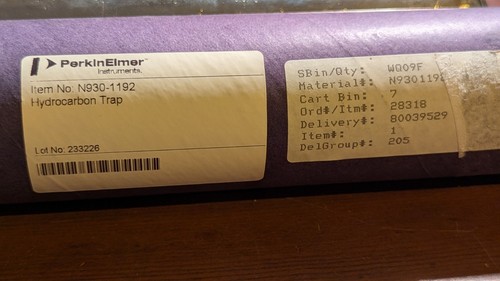 PerkinElmer
instruments.
Item No: N930-1192
Hydrocarbon Trap
Lot No: 233226
SBin/Qty: WQ09F
Material#: N9301192
Cart Bin: 7
Ord#/Itm#: 28318
Delivery#: 80039529
Item#: 1
DelGroup#: 205